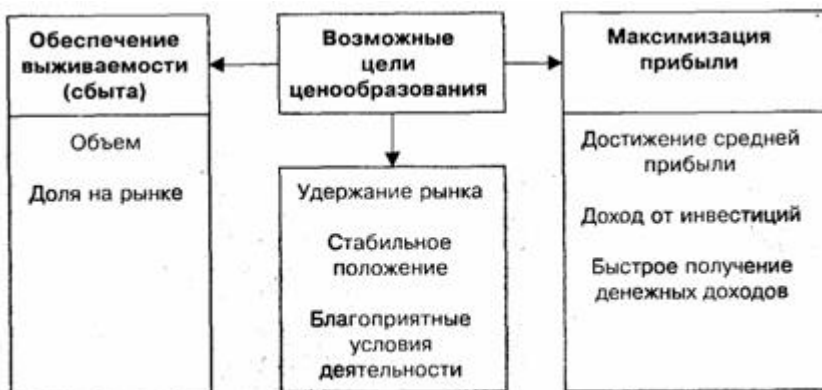 Обеспечение
выживаемости
(сбыта)
Объем
Доля на рынке
Возможные
цели
ценообразования
Удержание рынка
Стабильное
положение
Благоприятные
условия
деятельности
Максимизация
прибыли
Достижение средней
прибыли
Доход от инвестиций
Быстрое получение
денежных доходов